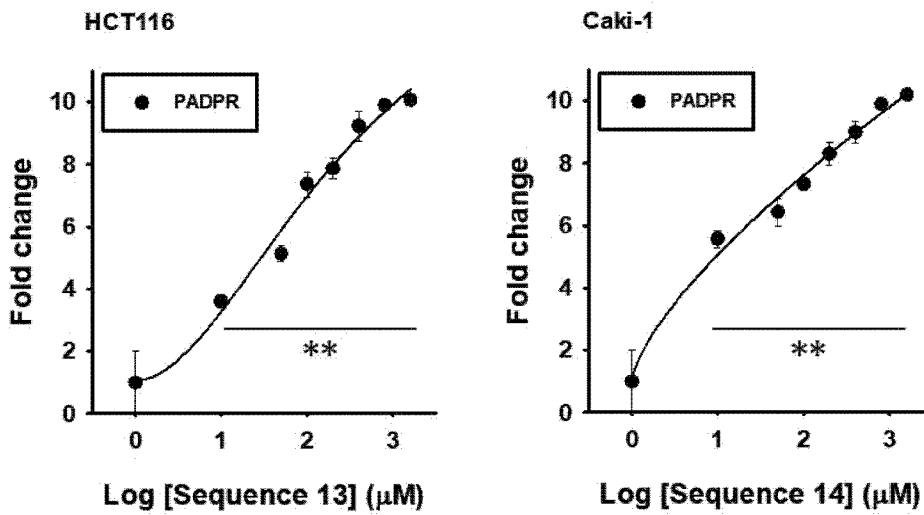 HCT116
PADPR
10
8
6
4
2
0
Fold change
**
0 1 2 3
Log [Sequence 13] (μM)
Caki-1
PADPR
10
8
6
4
2
0
Fold change
**
0 1 2 3
Log [Sequence 14] (μM)